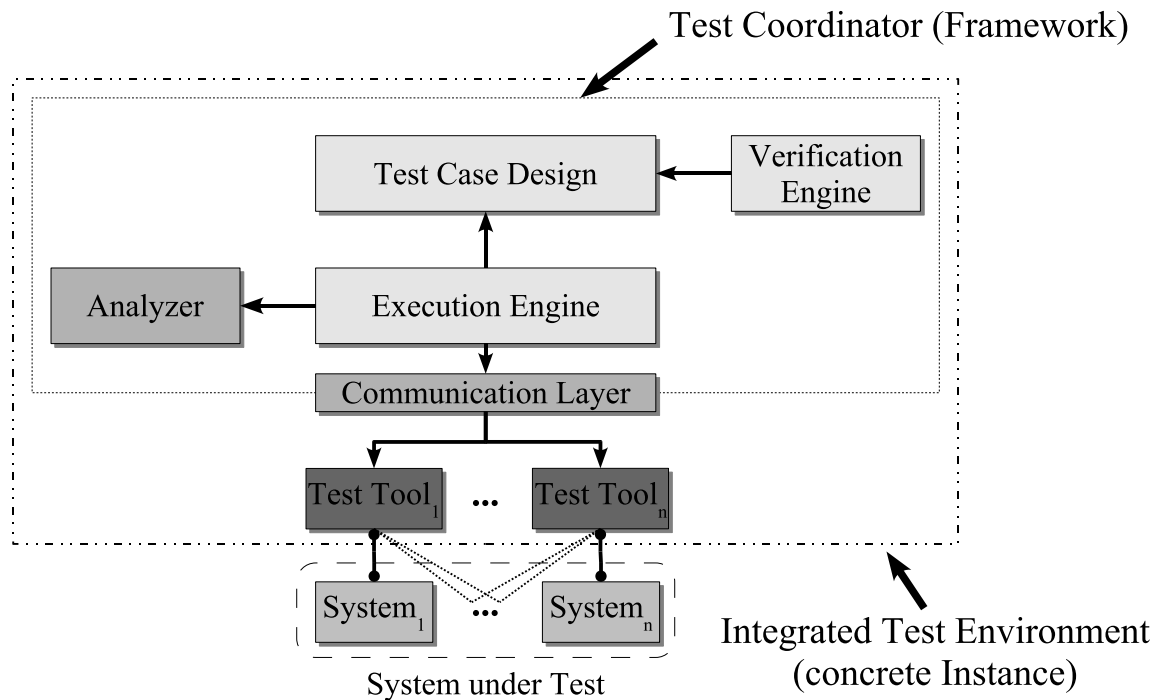 Test Coordinator (Framework)
Test Case Design
Verification
Engine
Analyzer
Execution Engine
Communication Layer
Test Tool1
...
Test Tooln
System1
...
Systemn
System under Test
Integrated Test Environment
(concrete Instance)